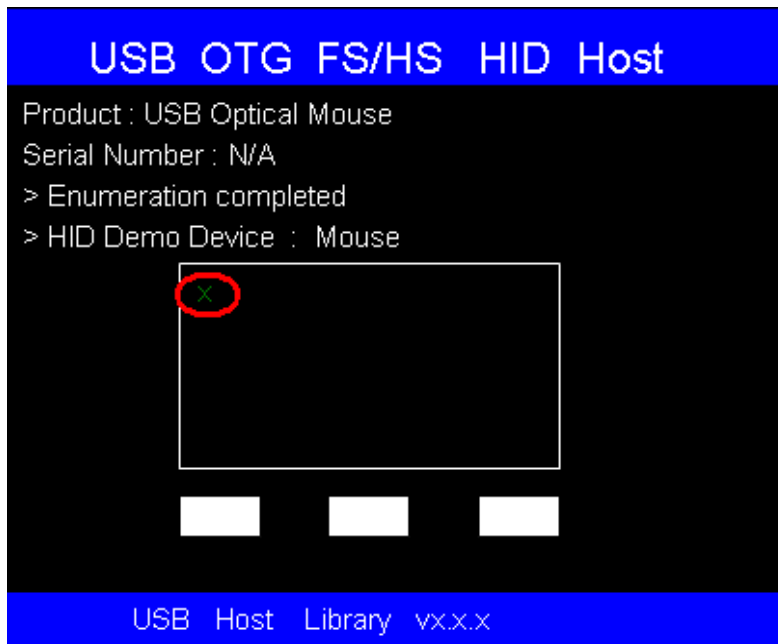 USB OTG FS/HS HID Host
Product : USB Optical Mouse
Serial Number : N/A
> Enumeration completed
> HID Demo Device : Mouse
x
USB Host Library vx.x.x